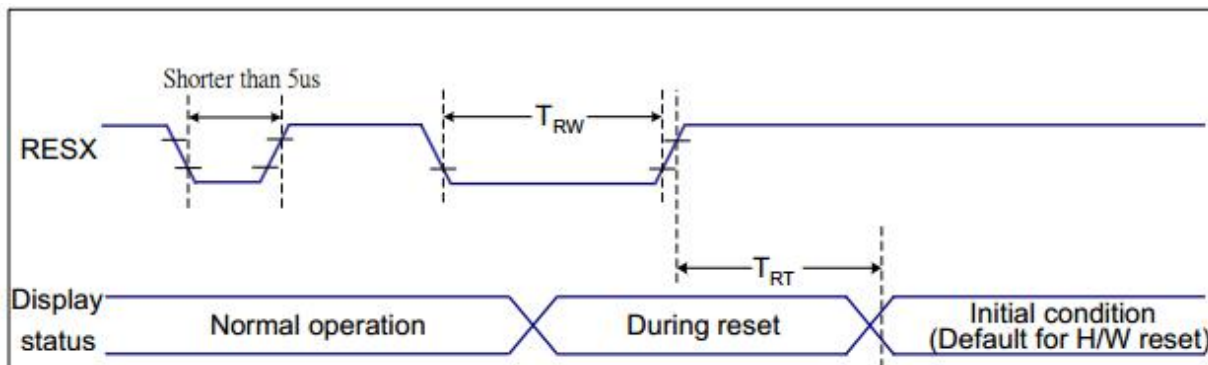 Shorter than 5us
RESX
TRW
TRT
Display
status
Normal operation
During reset
Initial condition
(Default for H/W reset)